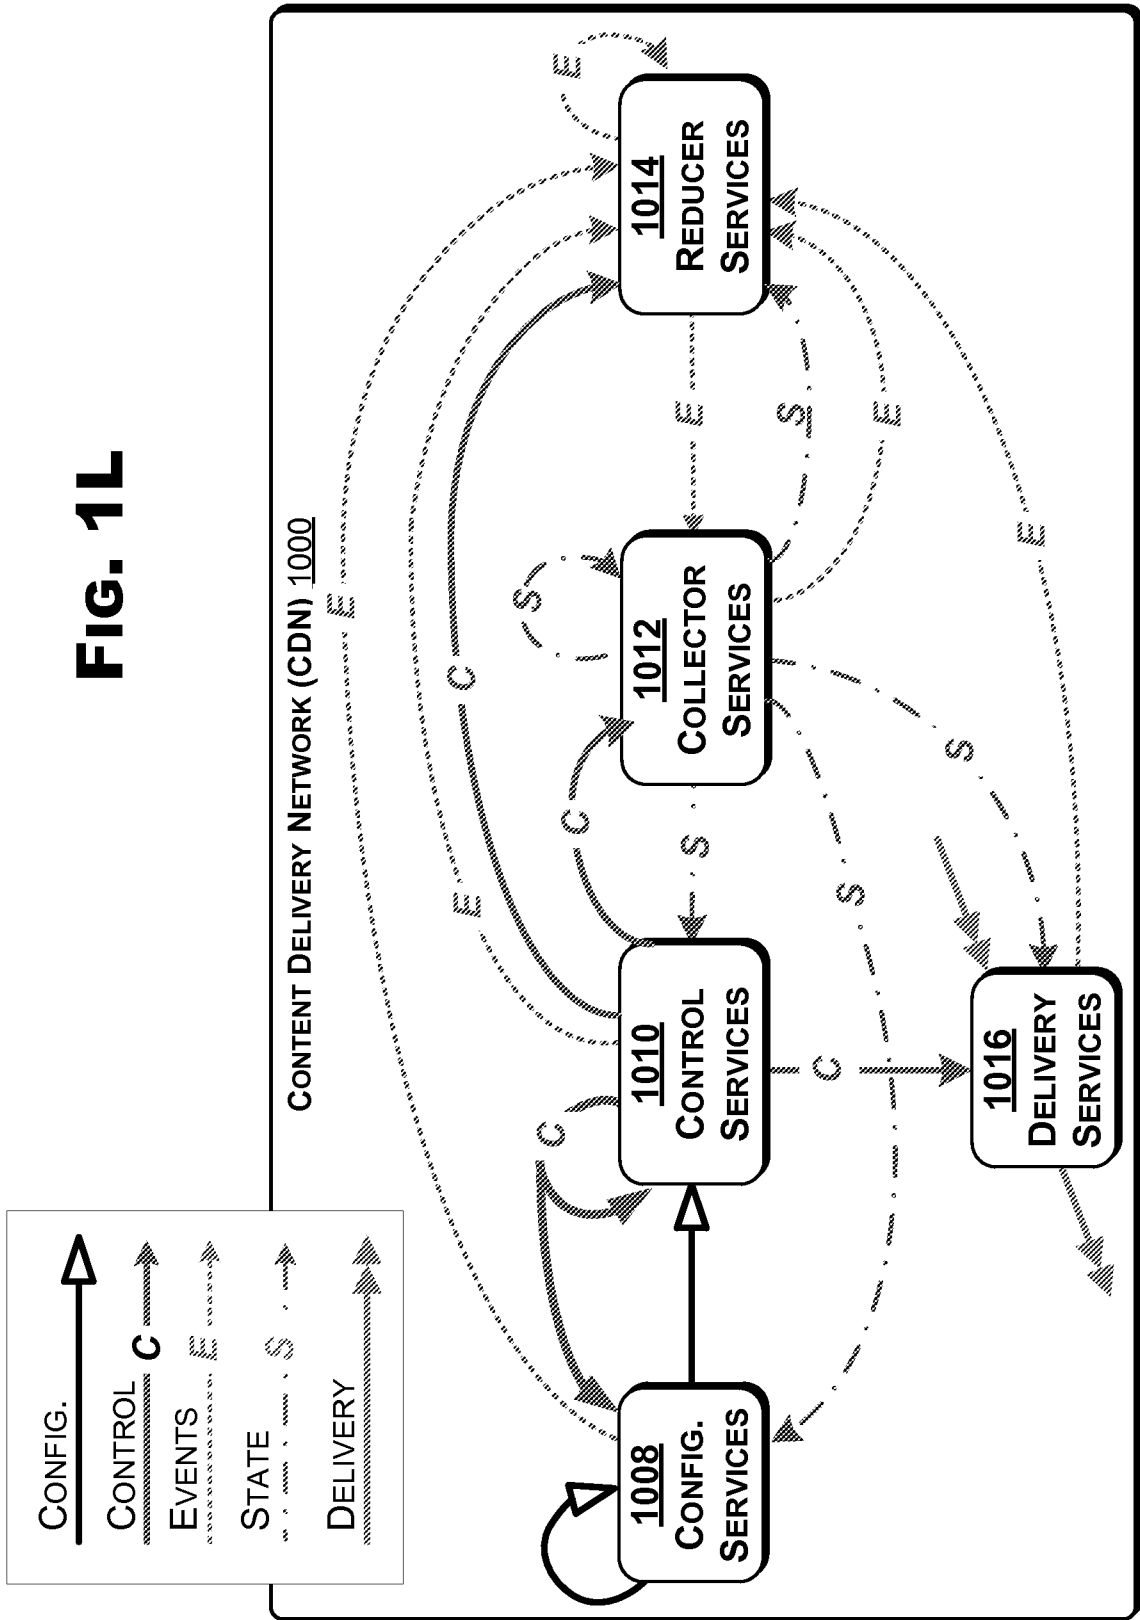 CONFIG.
CONTROL C
EVENTS E
STATE S
DELIVERY
FIG. 1L
CONTENT DELIVERY NETWORK (CDN) 1000
E
E
C
C
C
S
E
1008
CONFIG.
SERVICES
1010
CONTROL
SERVICES
S
1012
COLLECTOR
SERVICES
E
1014
REDUCER
SERVICES
C
S
S
S
E
E
1016
DELIVERY
SERVICES